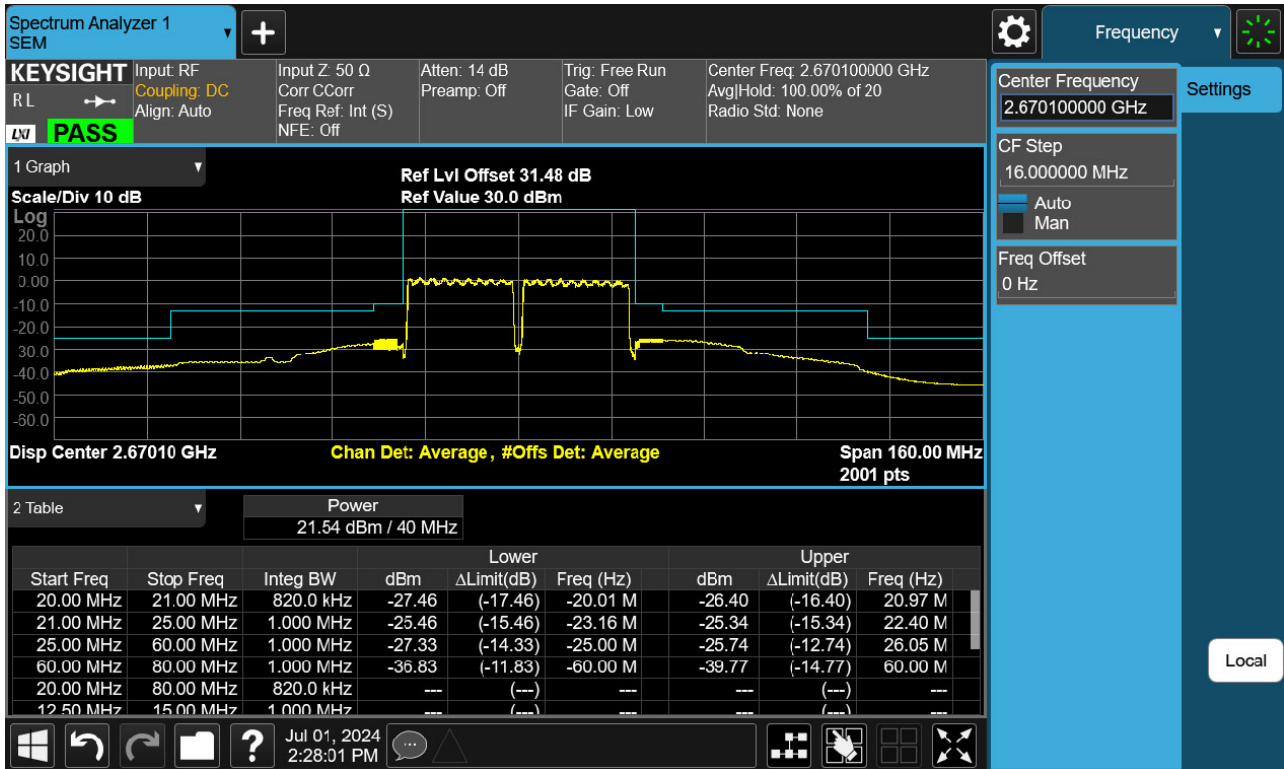 Spectrum Analyzer 1
SEM
Frequency
KEYSIGHT
R L
LXI
PASS
Input: RF
Coupling: DC
Align: Auto
Input Z: 50 Ω
Corr CCorr
Freq Ref: Int (S)
NFE: Off
Atten: 14 dB
Preamp: Off
Trig: Free Run
Gate: Off
IF Gain: Low
Center Freq: 2.670100000 GHz
Avg|Hold: 100.00% of 20
Radio Std: None
Center Frequency
2.670100000 GHz
Settings
CF Step
16.000000 MHz
Auto
Man
Freq Offset
0 Hz
1 Graph
Ref Lvl Offset 31.48 dB
Scale/Div 10 dB
Ref Value 30.0 dBm
Log
20.0
10.0
0.00
-10.0
-20.0
30.0
-40.0
-50.0
-60.0
Disp Center 2.67010 GHz
Chan Det: Average , #Offs Det: Average
Span 160.00 MHz
2001 pts
2 Table
Power
21.54 dBm / 40 MHz
Lower Upper
Start Freq Stop Freq Integ BW dBm ΔLimit(dB) Freq (Hz) dBm ΔLimit(dB) Freq (Hz)
20.00 MHz 21.00 MHz 820.0 kHz -27.46 (-17.46) -20.01 M -26.40 (-16.40) 20.97 M
21.00 MHz 25.00 MHz 1.000 MHz -25.46 (-15.46) -23.16 M -25.34 (-15.34) 22.40 M
25.00 MHz 60.00 MHz 1.000 MHz -27.33 (-14.33) -25.00 M -25.74 (-12.74) 26.05 M
60.00 MHz 80.00 MHz 1.000 MHz -36.83 (-11.83) -60.00 M -39.77 (-14.77) 60.00 M
20.00 MHz 80.00 MHz 820.0 kHz --- (---) --- --- (---) ---
12.50 MHz 15.00 MHz 1.000 MHz --- (---) --- --- (---) ---
Local
?
Jul 01, 2024
2:28:01 PM